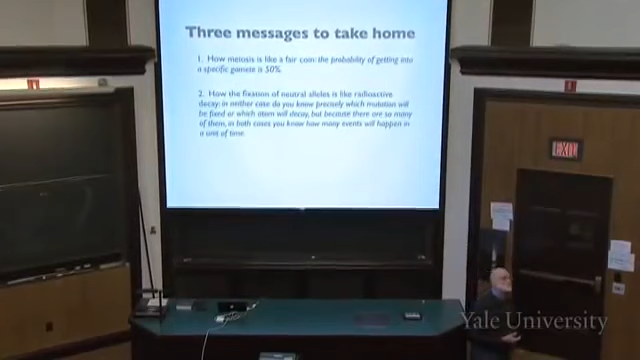 Three messages to take home
1. How meiosis is like a fair coin: the probability of getting into
a specific gamete is 50%.
2. How the fixation of neutral alleles is like radioactive
decay: in neither case do you know precisely which mutation will
be fixed or which atom will decay, but because there are so many
of them, in both cases you know how many events will happen in
a unit of time.
EXIT
Yale University